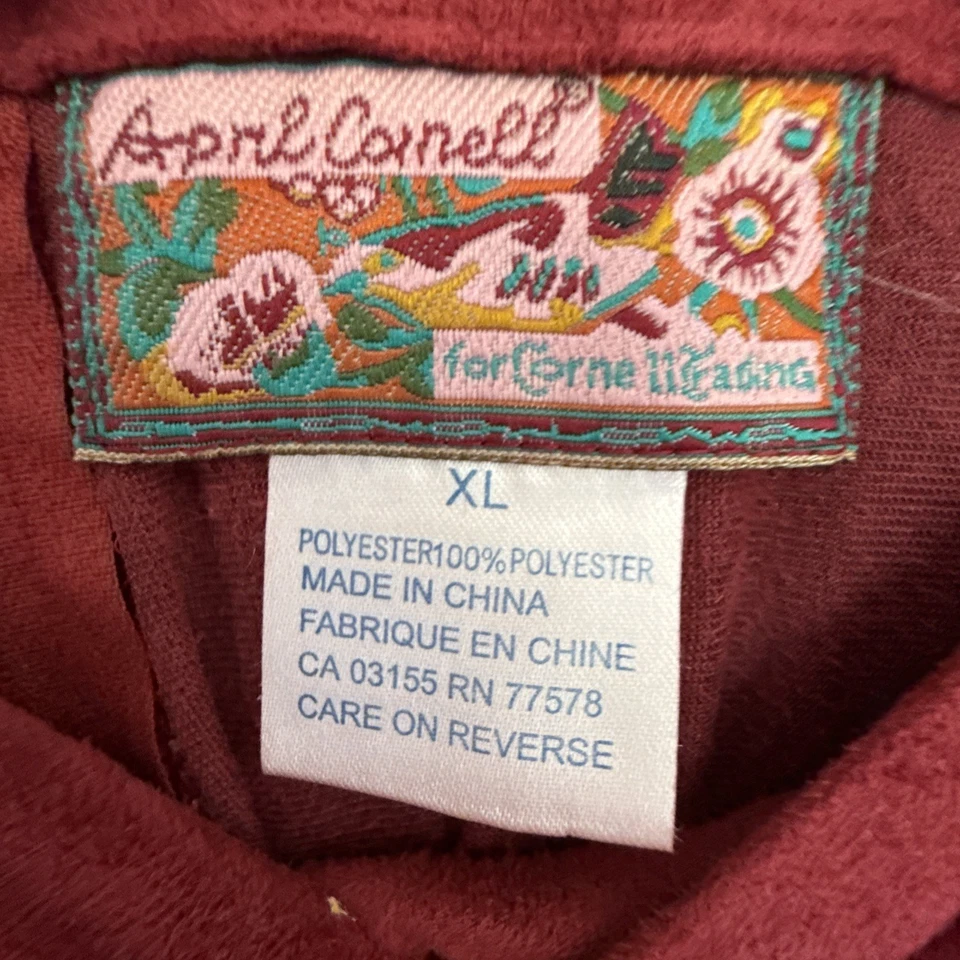 April Cornell
for Cornell Trading
XL
POLYESTER100%POLYESTER
MADE IN CHINA
FABRIQUE EN CHINE
CA 03155 RN 77578
CARE ON REVERSE